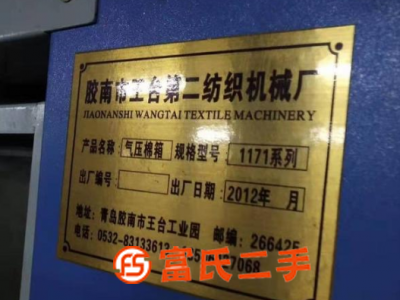 胶南市王台第二纺织机械厂
JIAONANSHI WANGTAI TEXTILE MACHINERY
产品名称: 气压棉箱 规格型号: 1171系列
出厂编号: 出厂日期: 2012年 月
地址: 青岛胶南市王台工业园 邮编: 266425
电话: 0532-8313361
7068
富氏二手